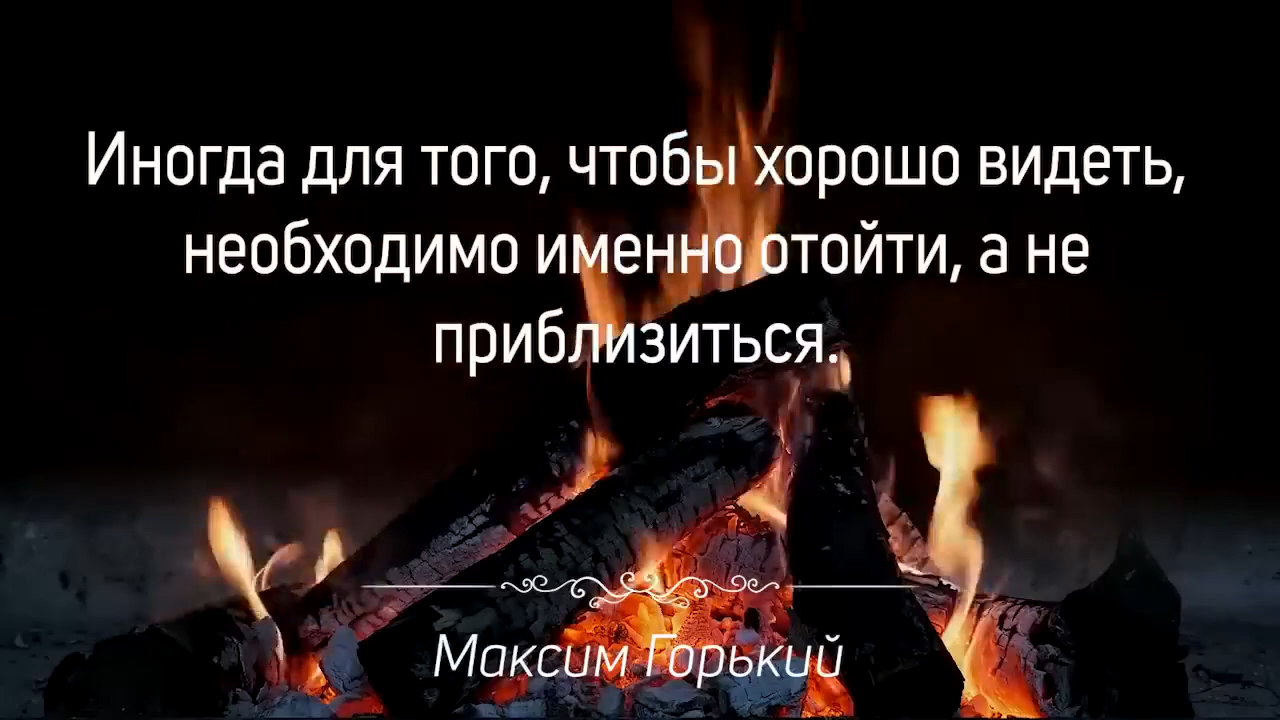 Иногда для того, чтобы хорошо видеть,
необходимо именно отойти, а не
приблизиться.
Максим Горький